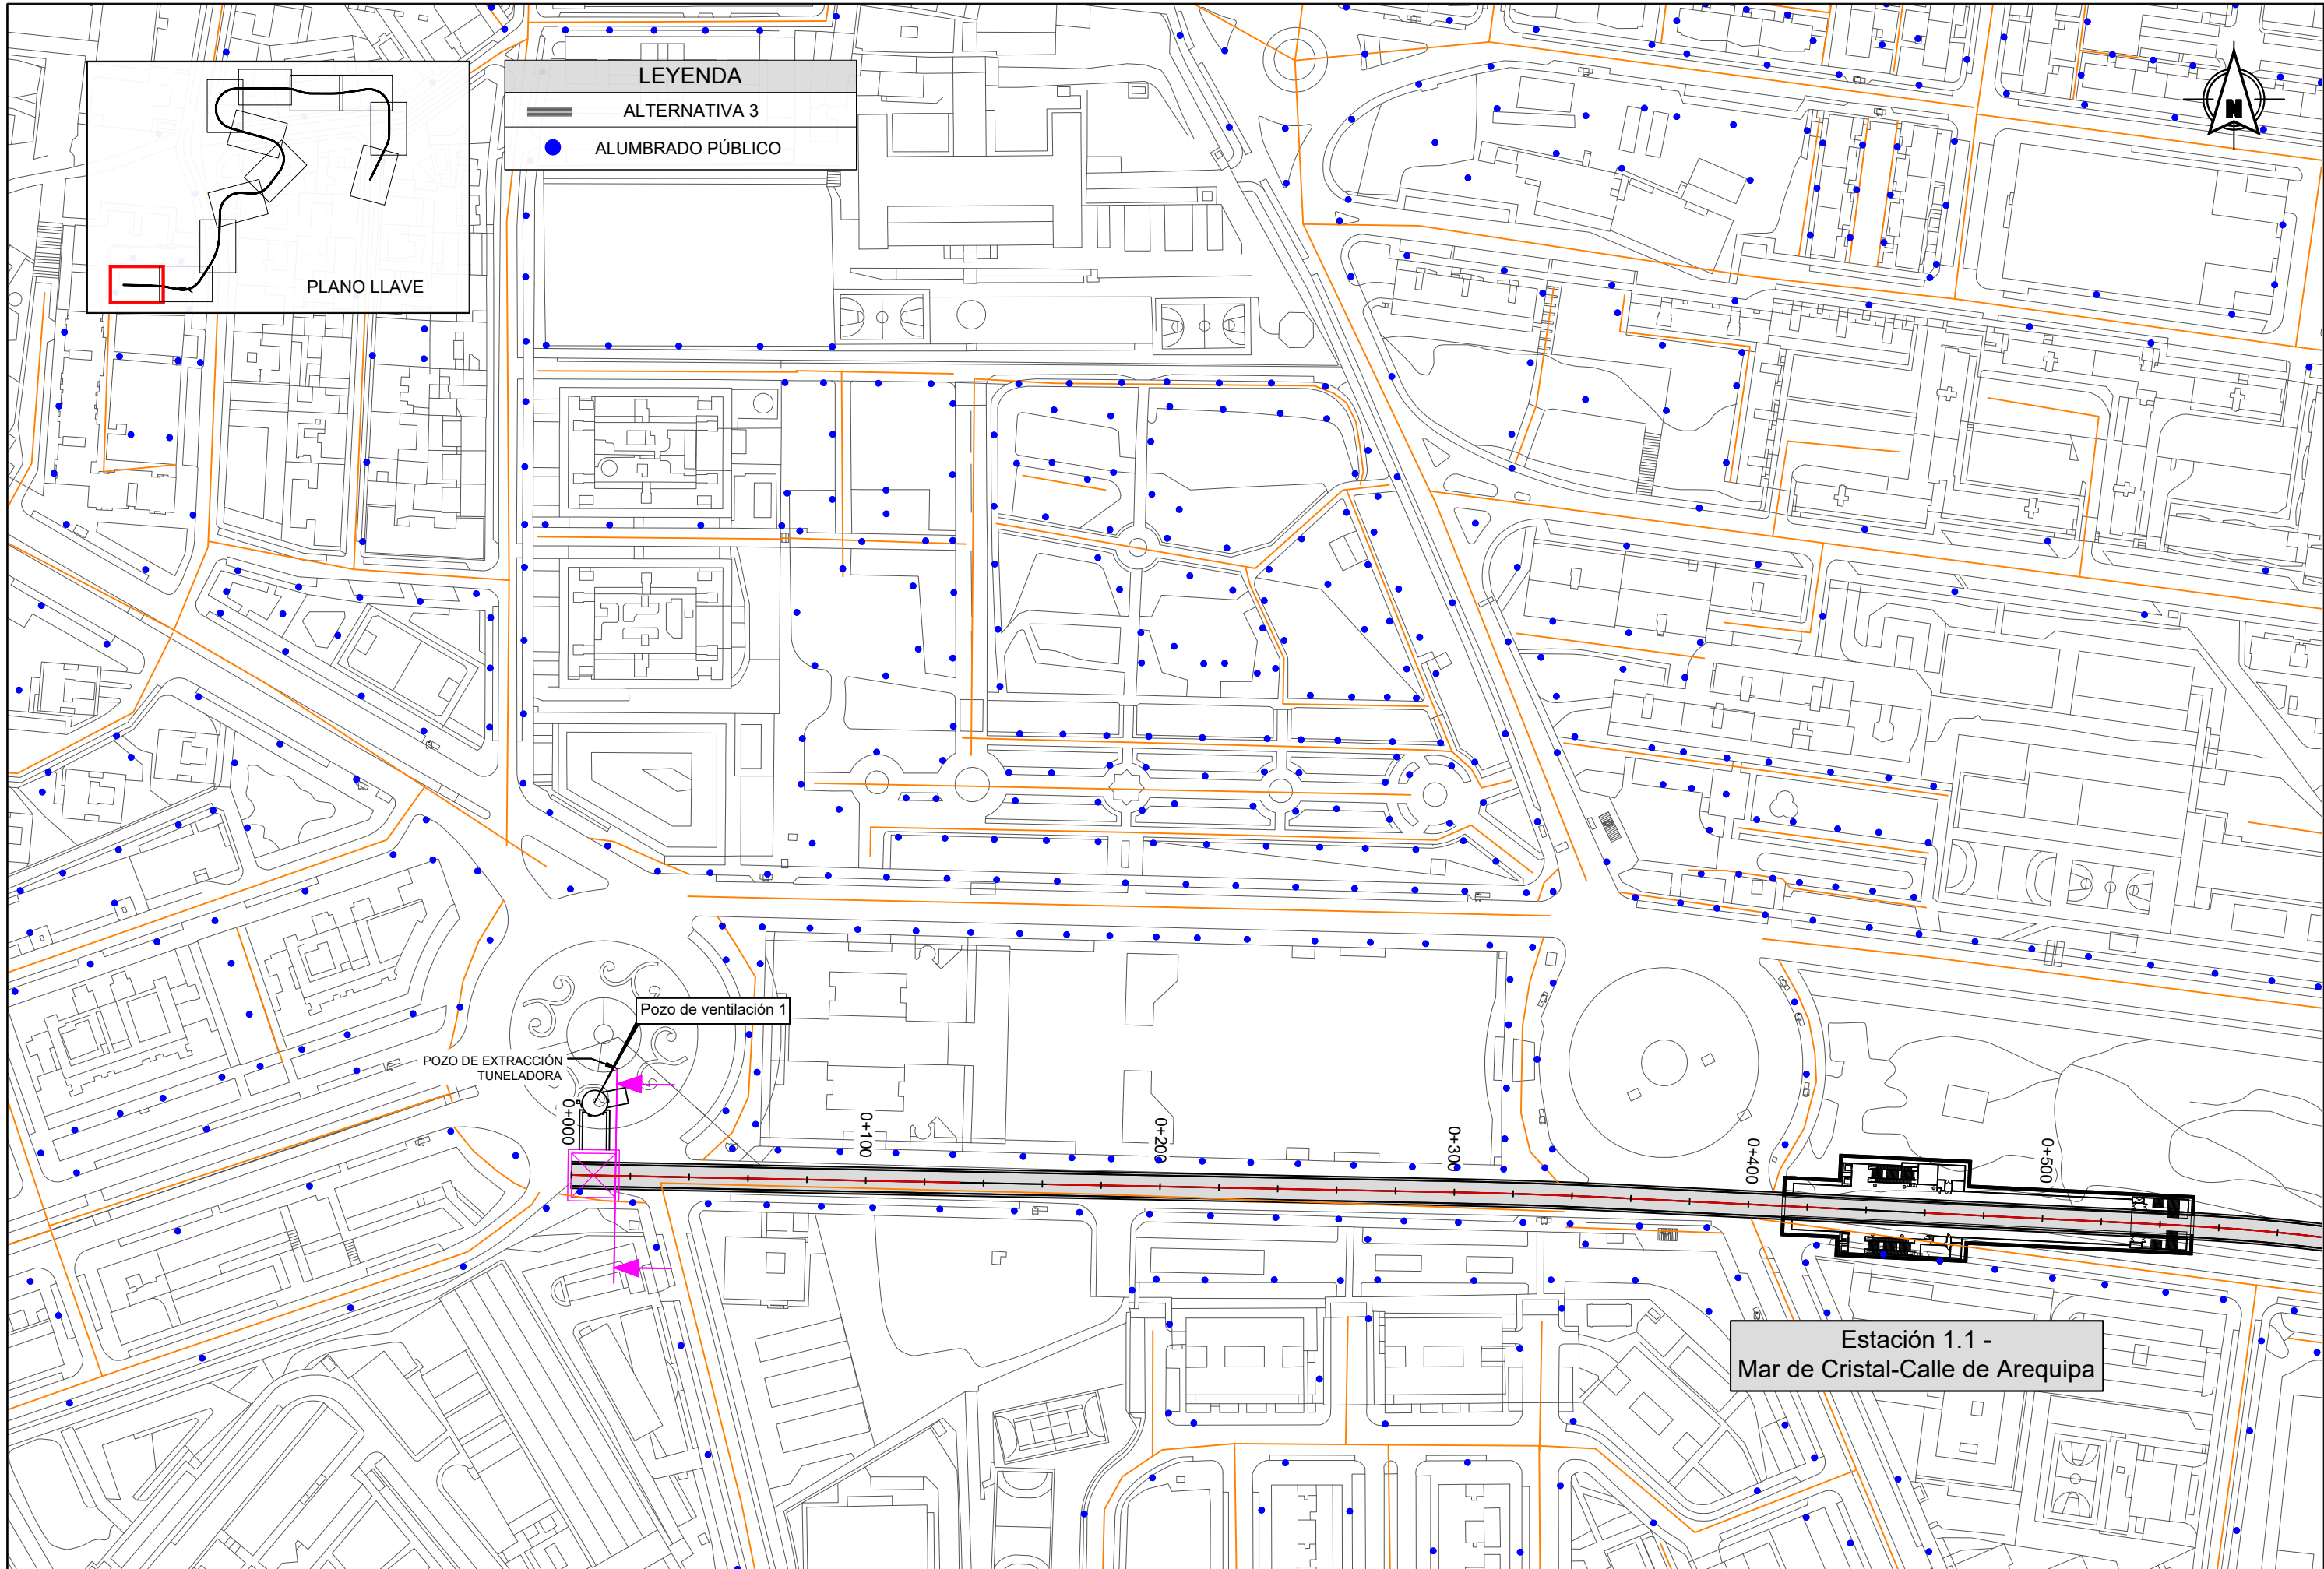 LEYENDA
ALTERNATIVA 3
ALUMBRADO PÚBLICO
PLANO LLAVE
N
Pozo de ventilación 1
POZO DE EXTRACCIÓN
TUNELADORA
0+000
0+100
0+200
0+300
0+400
0+500
Estación 1.1 -
Mar de Cristal-Calle de Arequipa